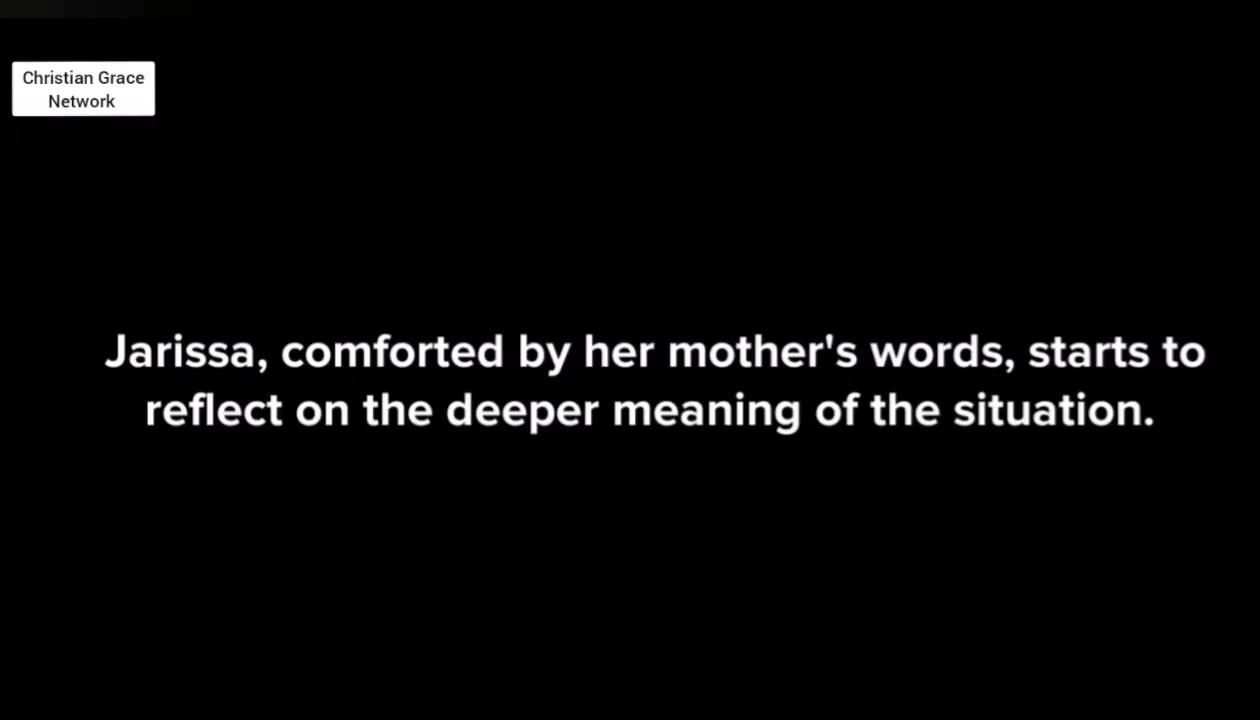 Christian Grace
Network
Jarissa, comforted by her mother's words, starts to
reflect on the deeper meaning of the situation.